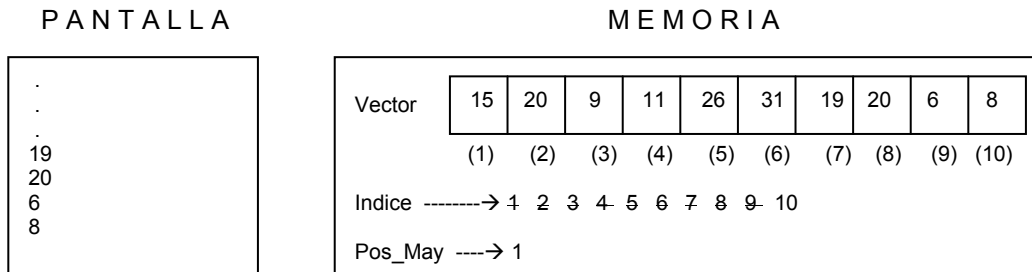 P A N T A L L A
M E M O R I A
.
.
.
19
20
6
8
Vector 15 20 9 11 26 31 19 20 6 8
(1) (2) (3) (4) (5) (6) (7) (8) (9) (10)
Indice --------→ 1 2 3 4 5 6 7 8 9 10
Pos_May ----→ 1